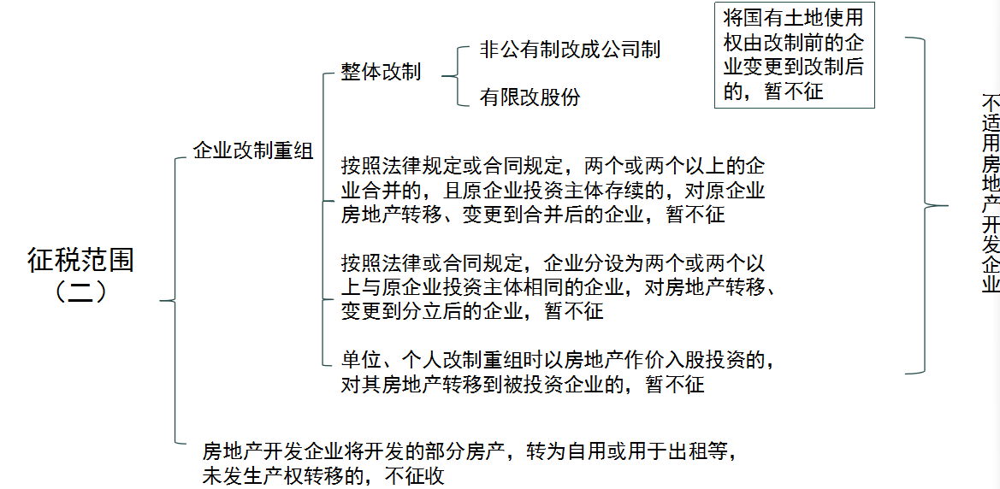 征税范围
（二）
企业改制重组
整体改制
非公有制改成公司制
有限改股份
将国有土地使用
权由改制前的企
业变更到改制后
的，暂不征
按照法律规定或合同规定，两个或两个以上的企
业合并的，且原企业投资主体存续的，对原企业
房地产转移、变更到合并后的企业，暂不征
按照法律或合同规定，企业分设为两个或两个以
上与原企业投资主体相同的企业，对房地产转移、
变更到分立后的企业，暂不征
单位、个人改制重组时以房地产作价入股投资的，
对其房地产转移到被投资企业的，暂不征
不适用房地产开发企业
房地产开发企业将开发的部分房产，转为自用或用于出租等，
未发生产权转移的，不征收